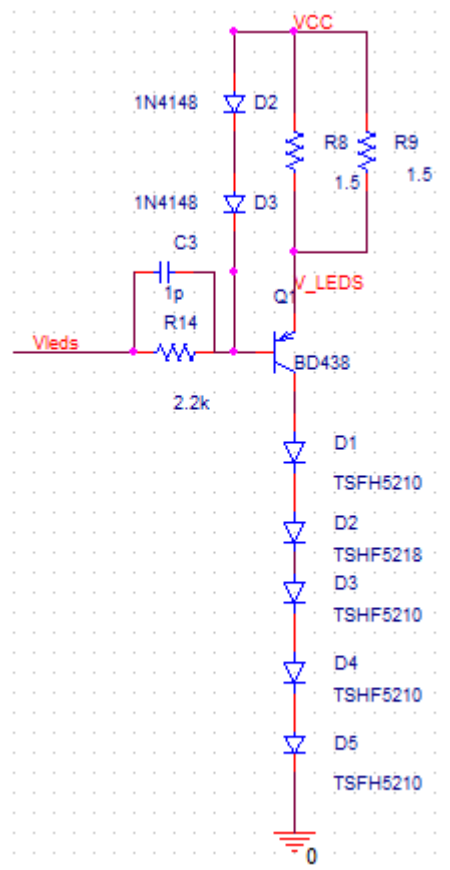 VCC
1N4148 D2
R8 R9
1.5 1.5
1N4148 D3
C3
1p
V_LEDS
Q1
R14
Vleds
BD438
2.2k
D1
TSFH5210
D2
TSHF5218
D3
TSHF5210
D4
TSHF5210
D5
TSFH5210
0